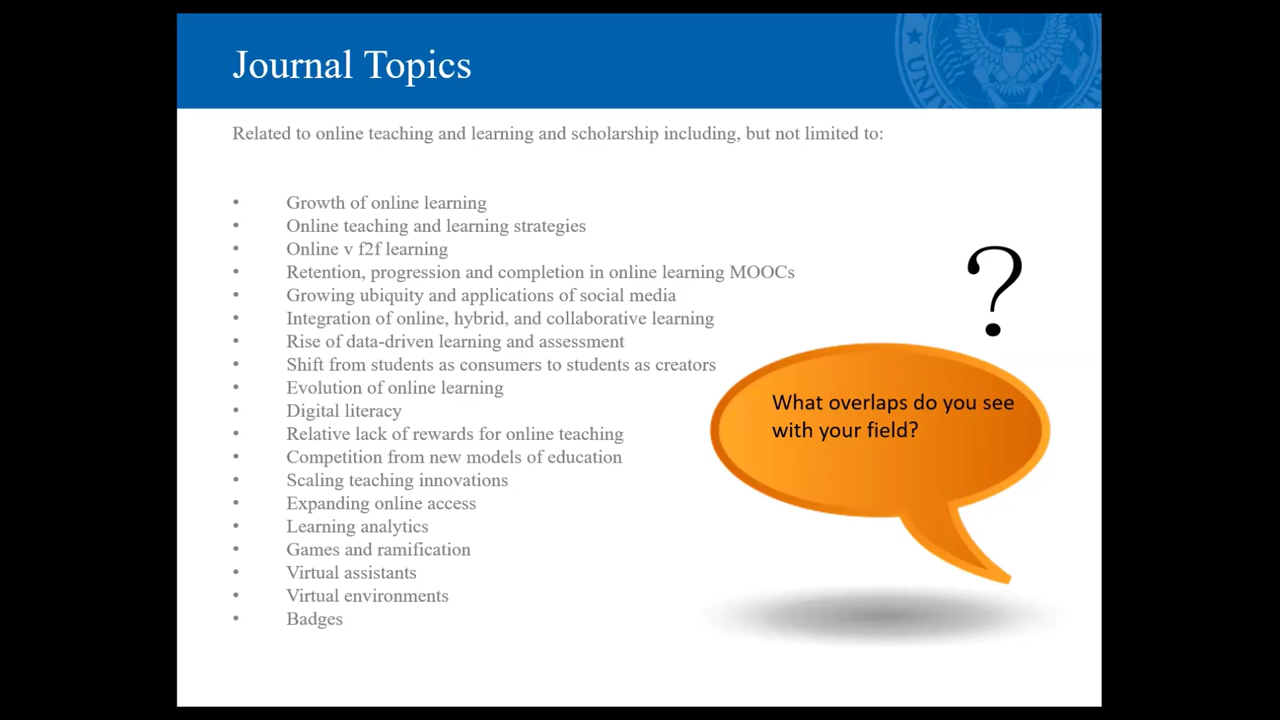 Journal Topics
Related to online teaching and learning and scholarship including, but not limited to:
• Growth of online learning
• Online teaching and learning strategies
• Online v f2f learning
• Retention, progression and completion in online learning MOOCs
• Growing ubiquity and applications of social media
• Integration of online, hybrid, and collaborative learning
• Rise of data-driven learning and assessment
• Shift from students as consumers to students as creators
• Evolution of online learning
• Digital literacy
• Relative lack of rewards for online teaching
• Competition from new models of education
• Scaling teaching innovations
• Expanding online access
• Learning analytics
• Games and ramification
• Virtual assistants
• Virtual environments
• Badges
?
What overlaps do you see
with your field?